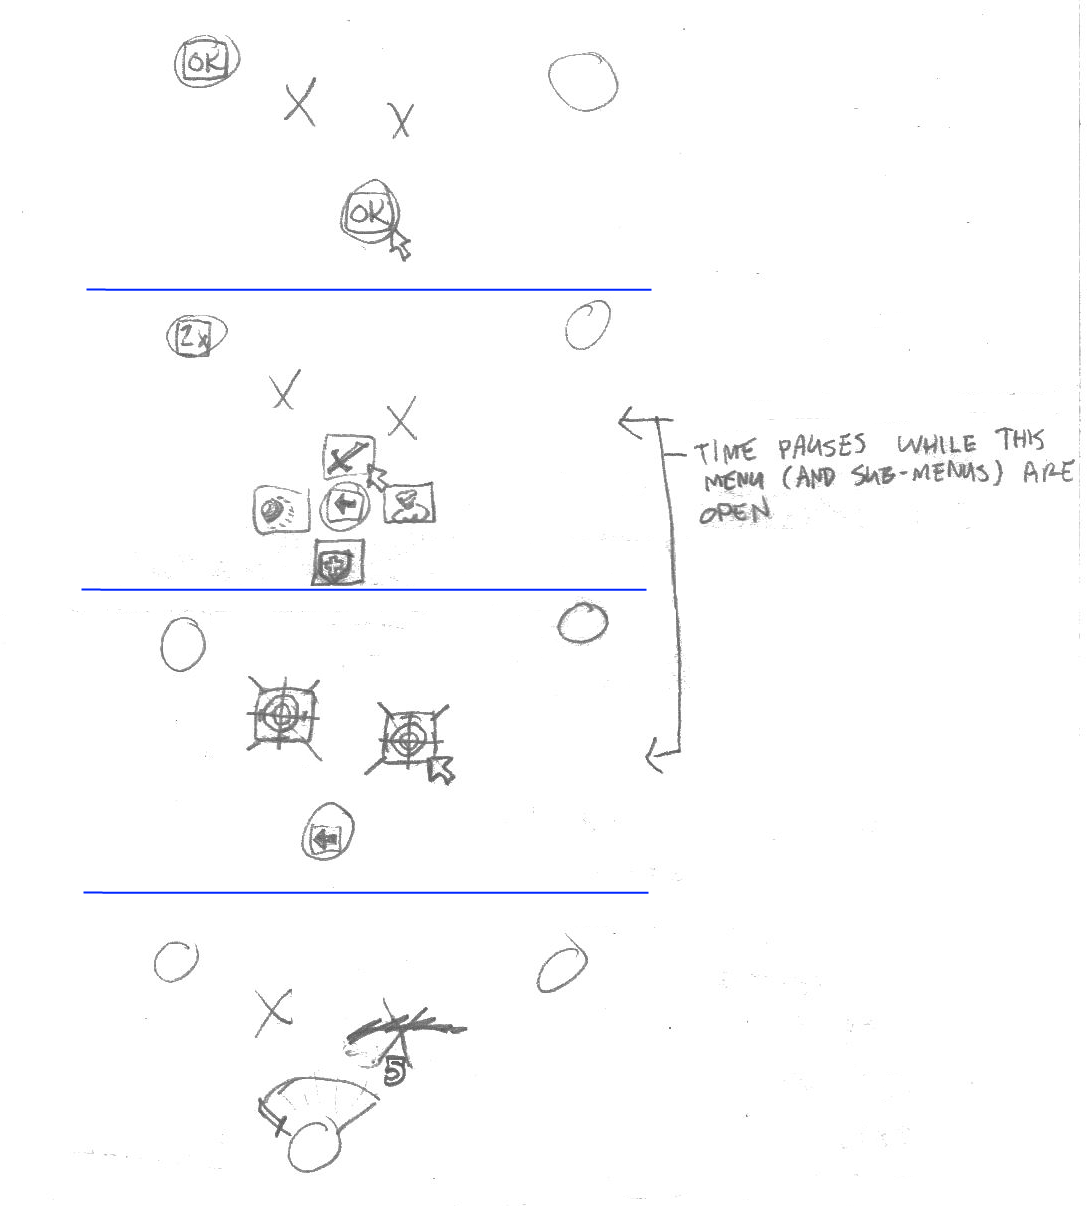 OK
OK
2x
TIME PAUSES WHILE THIS
MENU (AND SUB-MENUS) ARE
OPEN
5